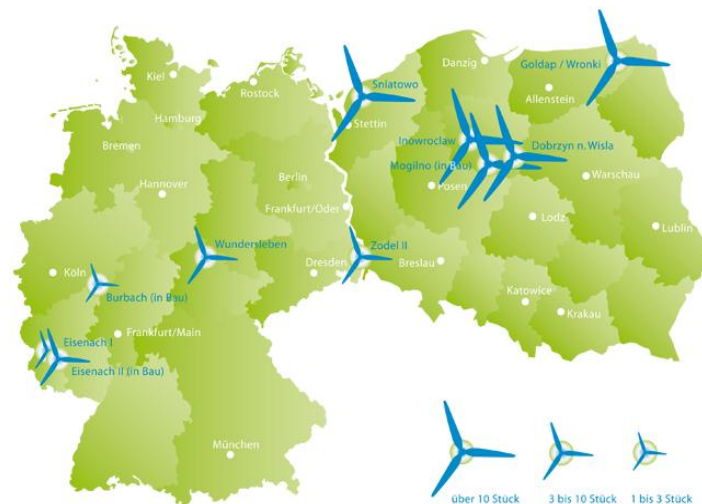 Danzig
Goldap / Wronki
Kiel
Rostock
Sniatowo
Allenstein
Hamburg
Stettin
Inowroclaw
Dobrzyn n. Wisla
Bremen
Mogilno (in Bau)
Berlin
Warschau
Hannover
Posen
Frankfurt/Oder
Lodz
Lublin
Wundersleben
Zodel II
Köln
Dresden
Breslau
Burbach (in Bau)
Katowice
Krakau
Frankfurt/Main
Eisenach I
Eisenach II (in Bau)
München
über 10 Stück
3 bis 10 Stück
1 bis 3 Stück